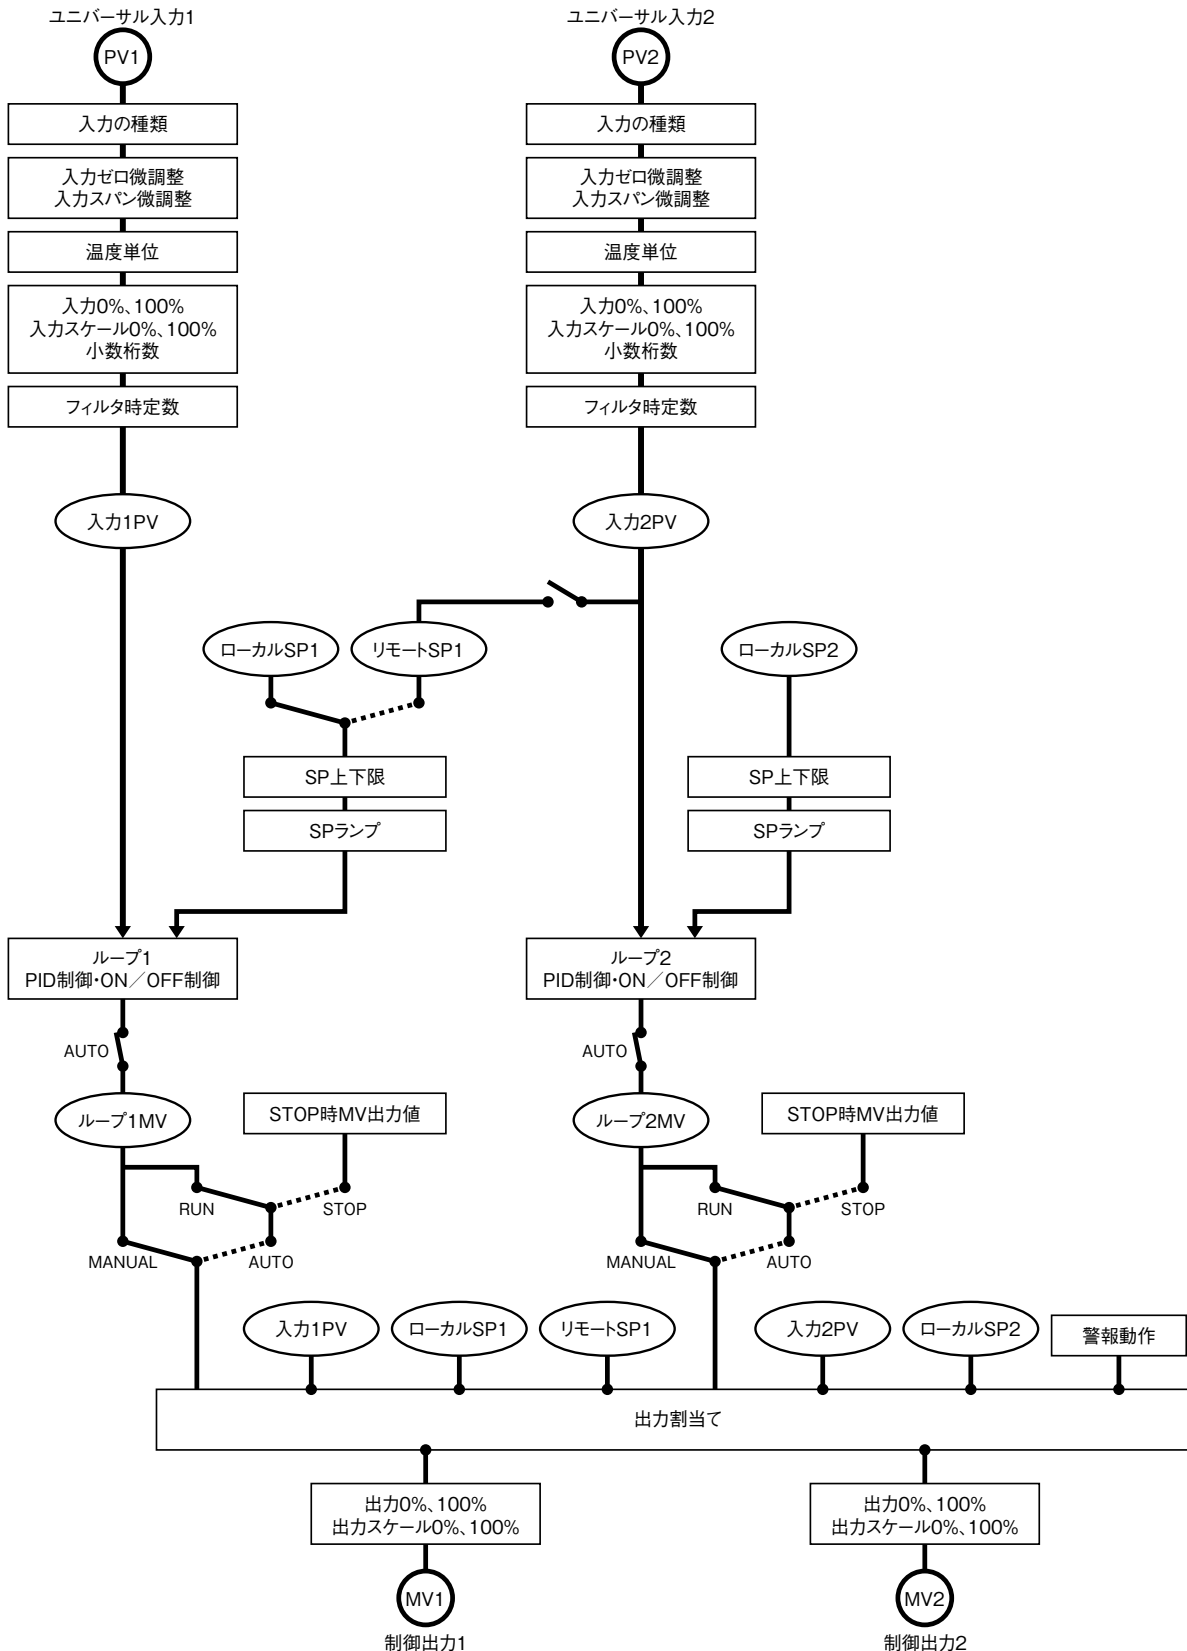 ユニバーサル入力1
ユニバーサル入力2
PV1
PV2
入力の種類
入力の種類
入力ゼロ微調整
入力スパン微調整
入力ゼロ微調整
入力スパン微調整
温度単位
温度単位
入力0%、100%
入力スケール0%、100%
小数桁数
入力0%、100%
入力スケール0%、100%
小数桁数
フィルタ時定数
フィルタ時定数
入力1PV
入力2PV
ローカルSP1
リモートSP1
ローカルSP2
SP上下限
SP上下限
SPランプ
SPランプ
ループ1
PID制御・ON／OFF制御
ループ2
PID制御・ON／OFF制御
AUTO
AUTO
ループ1MV
STOP時MV出力値
ループ2MV
STOP時MV出力値
RUN
STOP
RUN
STOP
MANUAL
AUTO
MANUAL
AUTO
入力1PV
ローカルSP1
リモートSP1
入力2PV
ローカルSP2
警報動作
出力割当て
出力0%、100%
出力スケール0%、100%
出力0%、100%
出力スケール0%、100%
MV1
MV2
制御出力1
制御出力2